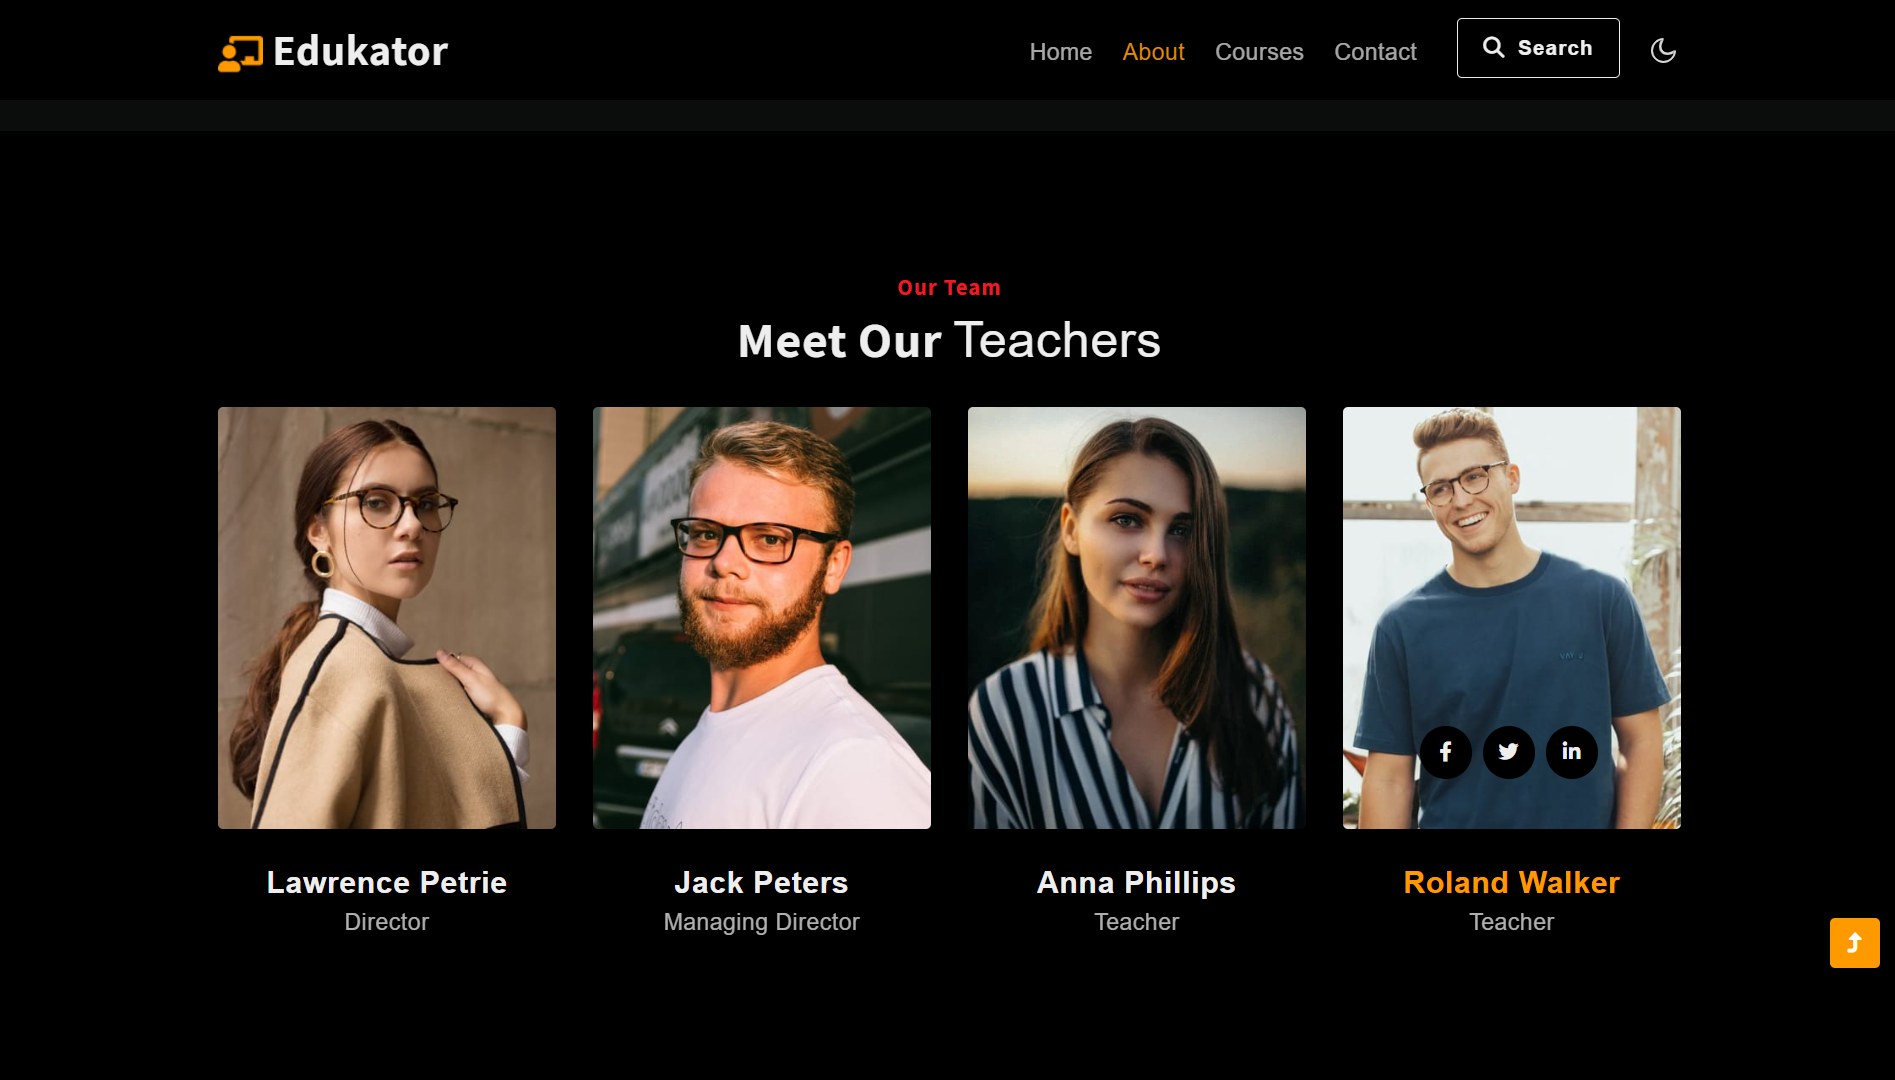 Edukator
Home About Courses Contact Search
Our Team
Meet Our Teachers
Lawrence Petrie
Director
Jack Peters
Managing Director
Anna Phillips
Teacher
Roland Walker
Teacher